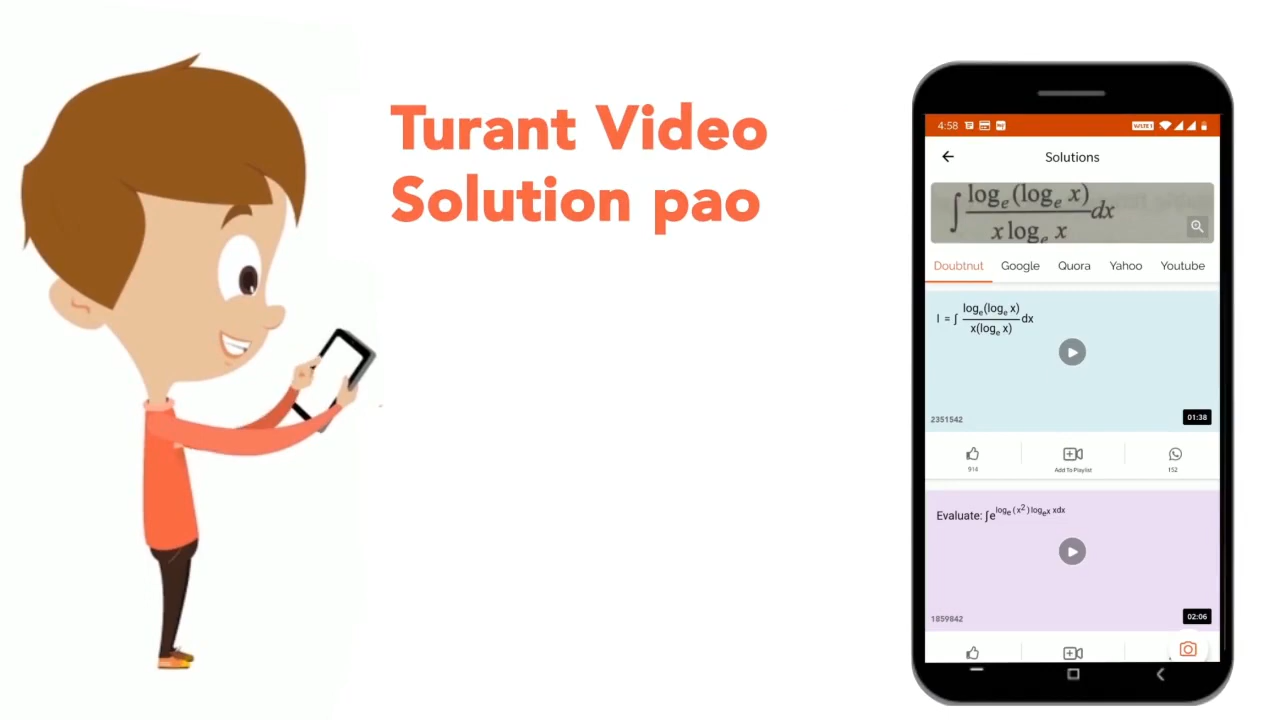 Turant Video
Solution pao
4:58
VoLTE1
Solutions
∫ logₑ(logₑ x) / x logₑ x dx
Doubtnut Google Quora Yahoo Youtube
I = ∫ logₑ(logₑ x) / x(logₑ x) dx
2351542 01:38
914 Add To Playlist 152
Evaluate: ∫e^logₑ(x²)logₑx xdx
1859842 02:06